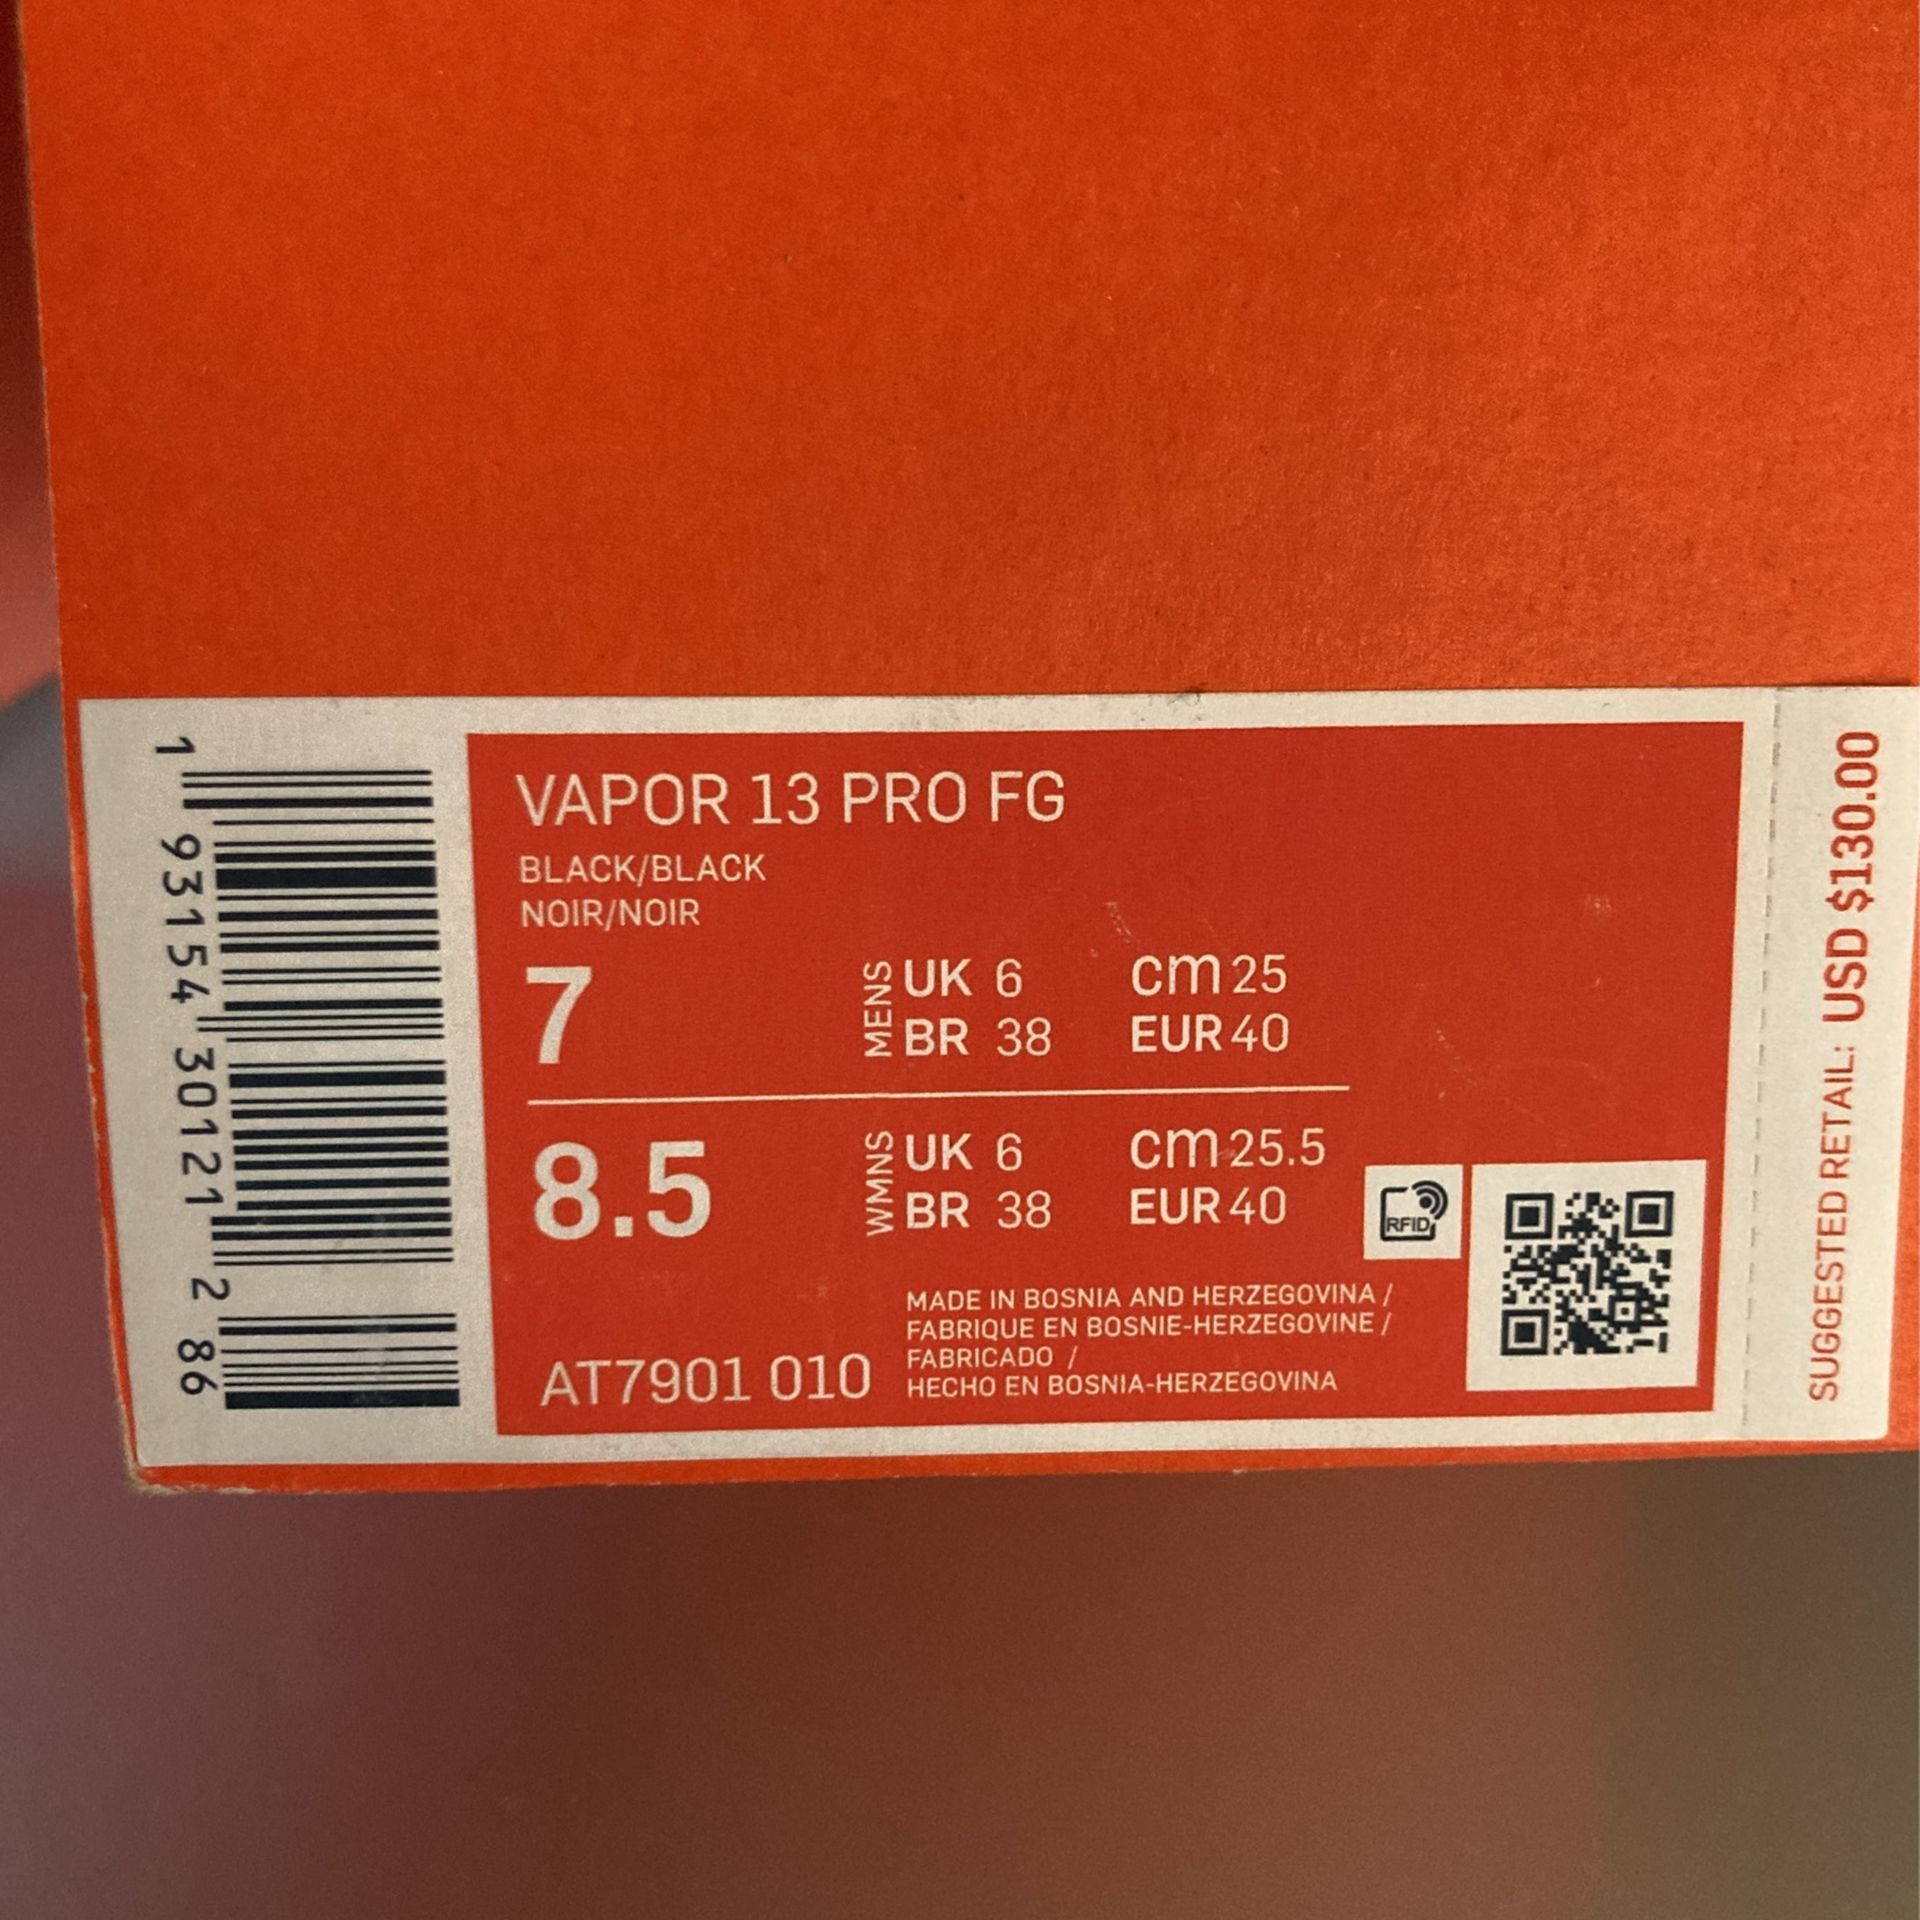 VAPOR 13 PRO FG
BLACK/BLACK
NOIR/NOIR
7
MENS
UK 6
cm 25
BR 38
EUR 40
8.5
WMNS
UK 6
cm 25.5
BR 38
EUR 40
RFID
MADE IN BOSNIA AND HERZEGOVINA /
FABRIQUE EN BOSNIE-HERZEGOVINE /
FABRICADO /
HECHO EN BOSNIA-HERZEGOVINA
AT7901 010
1 93154 30121 2 86
SUGGESTED RETAIL: USD $130.00